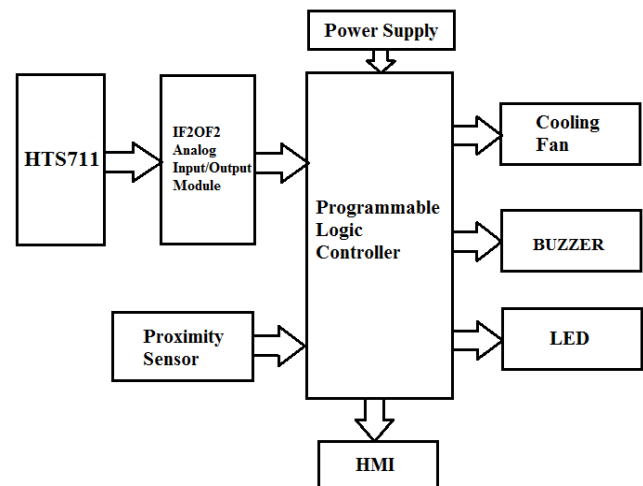 Power Supply
HTS711
IF2OF2
Analog
Input/Output
Module
Programmable
Logic
Controller
Cooling
Fan
BUZZER
Proximity
Sensor
LED
HMI